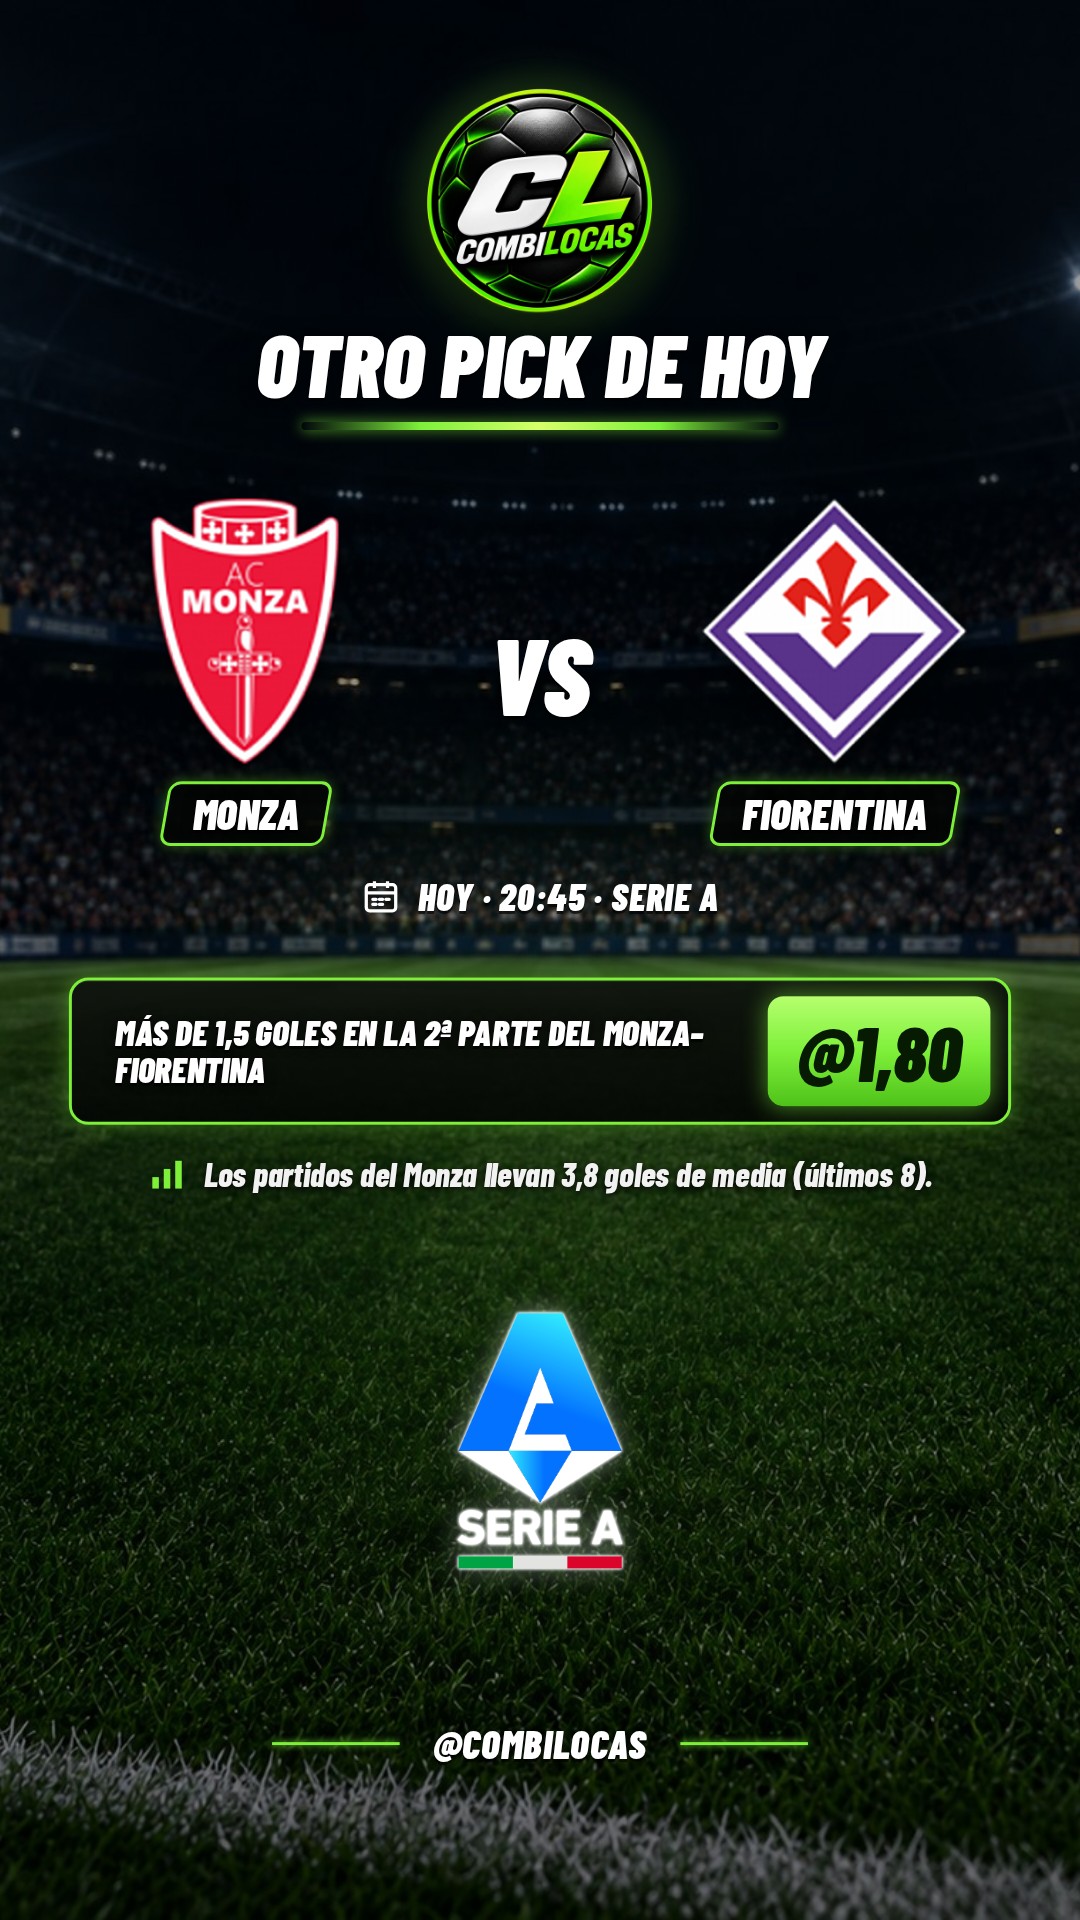 CL
COMBILOCAS
OTRO PICK DE HOY
AC
MONZA
VS
MONZA
FIORENTINA
HOY · 20:45 · SERIE A
MÁS DE 1,5 GOLES EN LA 2ª PARTE DEL MONZA-
FIORENTINA
@1,80
Los partidos del Monza llevan 3,8 goles de media (últimos 8).
SERIE A
@COMBILOCAS